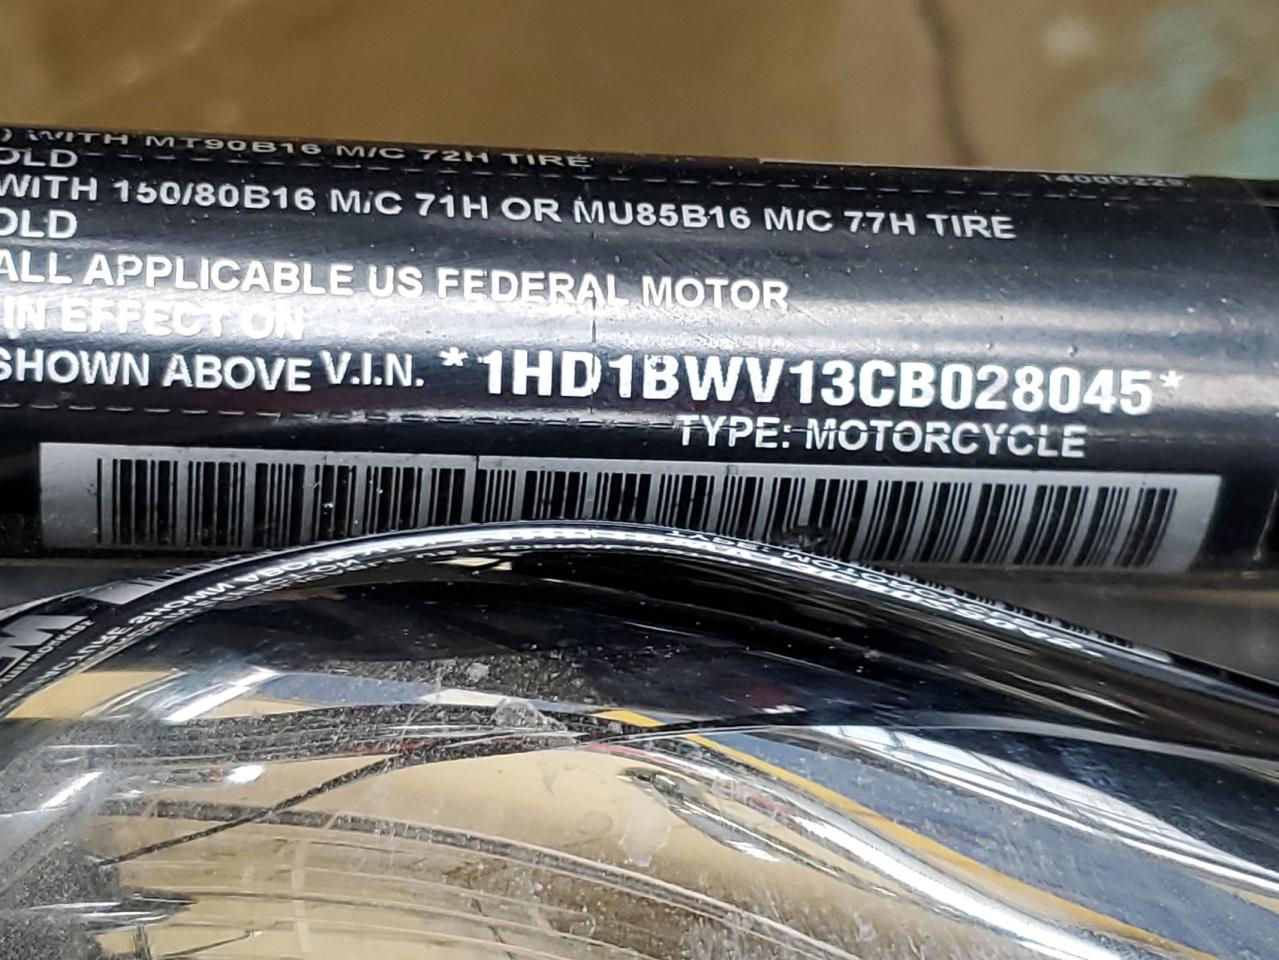 ) WITH MT90B16 M/C 72H TIRE
OLD
WITH 150/80B16 M/C 71H OR MU85B16 M/C 77H TIRE
OLD
ALL APPLICABLE US FEDERAL MOTOR
IN EFFECT ON
SHOWN ABOVE V.I.N. *1HD1BWV13CB028045*
TYPE: MOTORCYCLE